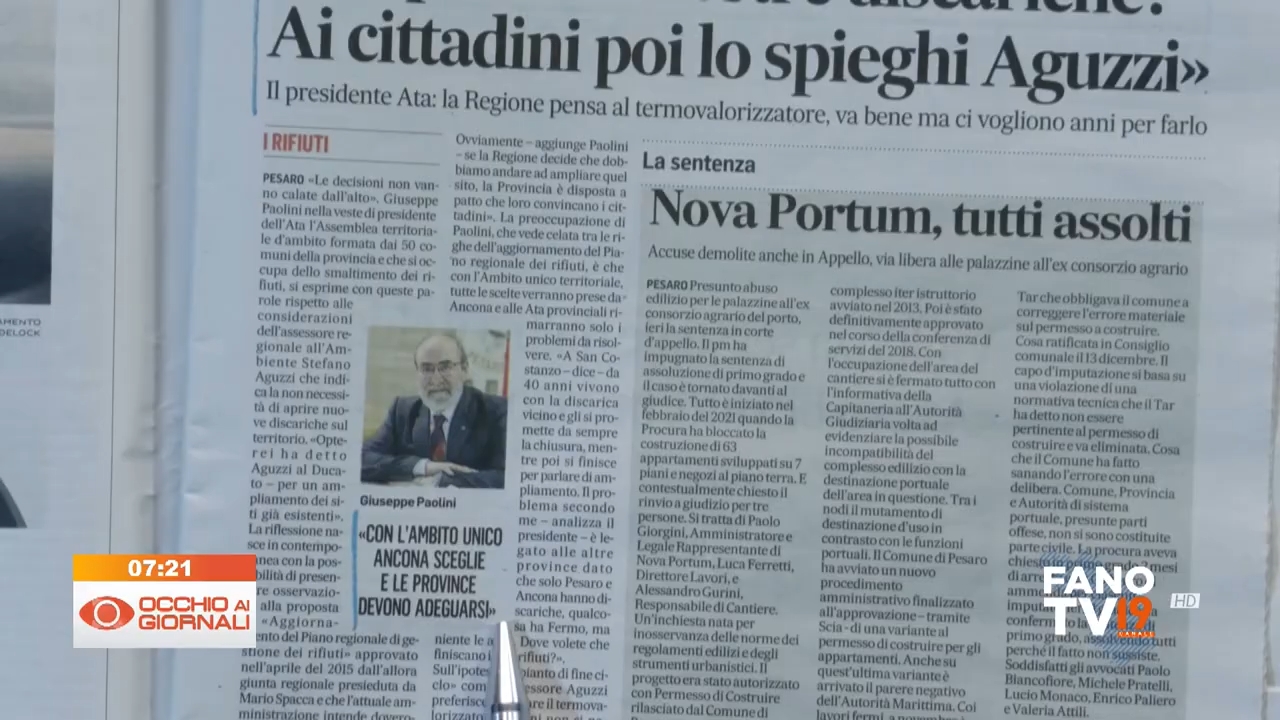 Ai cittadini poi lo spieghi Aguzzi»
Il presidente Ata: la Regione pensa al termovalorizzatore, va bene ma ci vogliono anni per farlo
I RIFIUTI
PESARO «Le decisioni non van-
no calate dall'alto». Giuseppe
Paolini nella veste di presidente
dell'Ata l'Assemblea territoria-
le d'ambito formata dai 50 co-
muni della provincia e che si oc-
cupa dello smaltimento dei ri-
fiuti, si esprime con queste pa-
role rispetto alle
considerazioni
dell'assessore re-
gionale all'Am-
biente Stefano
Aguzzi che indi-
ca la non necessi-
tà di aprire nuo-
ve discariche sul
territorio. «Opte-
rei ha detto
Aguzzi al Duca-
to – per un am-
pliamento dei si-
ti già esistenti».
La riflessione na-
sce in contempo-
nea con la pos-
bilità di presen-
re osservazio-
alla proposta
«Aggiorna-
nto del Piano regionale di ge-
stione dei rifiuti» approvato
nell'aprile del 2015 dall'allora
giunta regionale presieduta da
Mario Spacca e che l'attuale am-
ministrazione intende dovero-
Ovviamente – aggiunge Paolini
– se la Regione decide che dob-
biamo andare ad ampliare quel
sito, la Provincia è disposta a
patto che loro convincano i cit-
tadini». La preoccupazione di
Paolini, che vede celata tra le ri-
ghe dell'aggiornamento del Pia-
no regionale dei rifiuti, è che
con l'Ambito unico territoriale,
tutte le scelte verranno prese da
Ancona e alle Ata provinciali ri-
marranno solo i
problemi da risol-
vere. «A San Co-
stanzo – dice – da
40 anni vivono
con la discarica
vicino e gli si pro-
mette da sempre
la chiusura, men-
tre poi si finisce
per parlare di am-
pliamento. Il pro-
blema secondo
me – analizza il
presidente – è le-
gato alle altre
province dato
che solo Pesaro e
Ancona hanno di-
scariche, qualco-
sa ha Fermo, ma
Dove volete che
rifiuti?».
Giuseppe Paolini
«CON L'AMBITO UNICO
ANCONA SCEGLIE
E LE PROVINCE
DEVONO ADEGUARSI»
La sentenza
Nova Portum, tutti assolti
Accuse demolite anche in Appello, via libera alle palazzine all'ex consorzio agrario
PESARO Presunto abuso
edilizio per le palazzine all'ex
consorzio agrario del porto,
ieri la sentenza in corte
d'appello. Il pm ha
impugnato la sentenza di
assoluzione di primo grado e
il caso è tornato davanti al
giudice. Tutto è iniziato nel
febbraio del 2021 quando la
Procura ha bloccato la
costruzione di 63
appartamenti sviluppati su 7
piani e negozi al piano terra. E
contestualmente chiesto il
rinvio a giudizio per tre
persone. Si tratta di Paolo
Giorgini, Amministratore e
Legale Rappresentante di
Nova Portum, Luca Ferretti,
Direttore Lavori, e
Alessandro Gurini,
Responsabile di Cantiere.
Un'inchiesta nata per
inosservanza delle norme dei
regolamenti edilizi e degli
strumenti urbanistici. Il
progetto era stato autorizzato
con Permesso di Costruire
rilasciato dal Comune di
complesso iter istruttorio
avviato nel 2013. Poi è stato
definitivamente approvato
nel corso della conferenza di
servizi del 2018. Con
l'occupazione dell'area del
cantiere si è fermato tutto con
l'informativa della
Capitaneria all'Autorità
Giudiziaria volta ad
evidenziare la possibile
incompatibilità del
complesso edilizio con la
destinazione portuale
dell'area in questione. Tra i
nodi il mutamento di
destinazione d'uso in
contrasto con le funzioni
portuali. Il Comune di Pesaro
ha avviato un nuovo
procedimento
amministrativo finalizzato
all'approvazione – tramite
Scia - di una variante al
permesso di costruire per gli
appartamenti. Anche su
quest'ultima variante è
arrivato il parere negativo
dell'Autorità Marittima. Coi
lavori fermi, a novembre
Tar che obbligava il comune a
correggere l'errore materiale
sul permesso a costruire.
Cosa ratificata in Consiglio
comunale il 13 dicembre. Il
capo d'imputazione si basa su
una violazione di una
normativa tecnica che il Tar
ha detto non essere
pertinente al permesso di
costruire e va eliminata. Cosa
che il Comune ha fatto
sanando l'errore con una
delibera. Comune, Provincia
e Autorità di sistema
portuale, presunte parti
offese, non si sono costituite
parte civile. La procura aveva
primo grado, assolvendo tutti
perché il fatto non sussiste.
Soddisfatti gli avvocati Paolo
Biancofiore, Michele Pratelli,
Lucio Monaco, Enrico Paliero
e Valeria Attili.
07:21
OCCHIO AI
GIORNALI
FANO
TV19
CANALE
HD